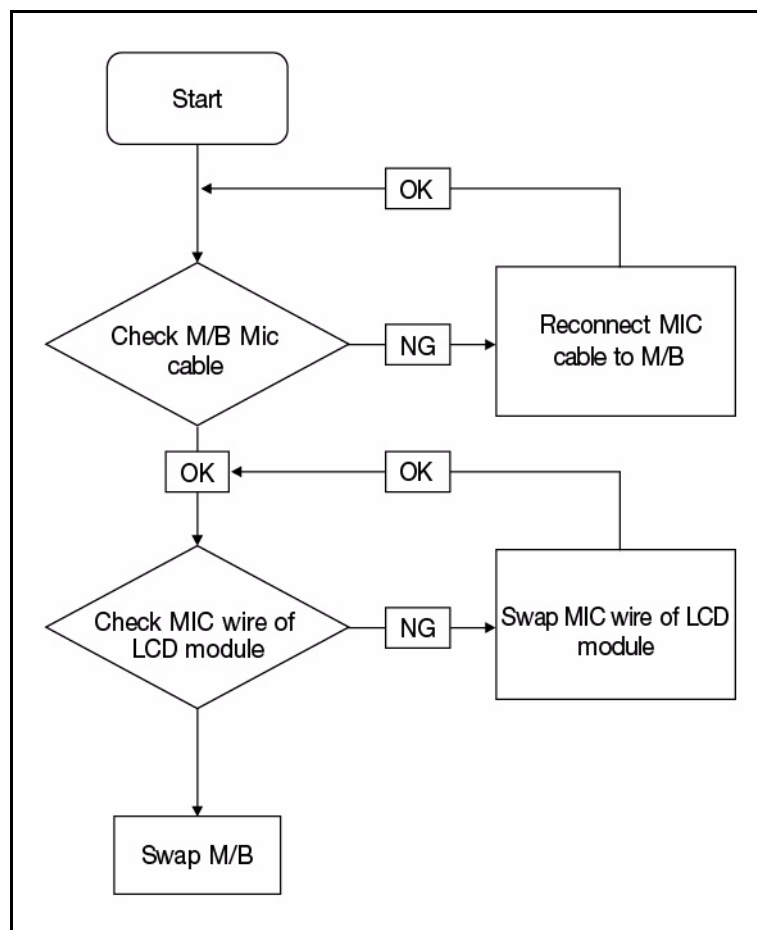 Start
OK
Check M/B Mic
cable
NG
Reconnect MIC
cable to M/B
OK
OK
Check MIC wire of
LCD module
NG
Swap MIC wire of LCD
module
Swap M/B